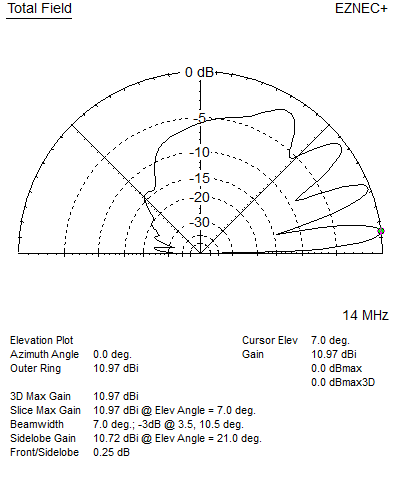 Total Field EZNEC+
0 dB
-5
-10
-15
-20
-30
14 MHz
Elevation Plot Cursor Elev 7.0 deg.
Azimuth Angle 0.0 deg. Gain 10.97 dBi
Outer Ring 10.97 dBi 0.0 dBmax
0.0 dBmax3D
3D Max Gain 10.97 dBi
Slice Max Gain 10.97 dBi @ Elev Angle = 7.0 deg.
Beamwidth 7.0 deg.; -3dB @ 3.5, 10.5 deg.
Sidelobe Gain 10.72 dBi @ Elev Angle = 21.0 deg.
Front/Sidelobe 0.25 dB